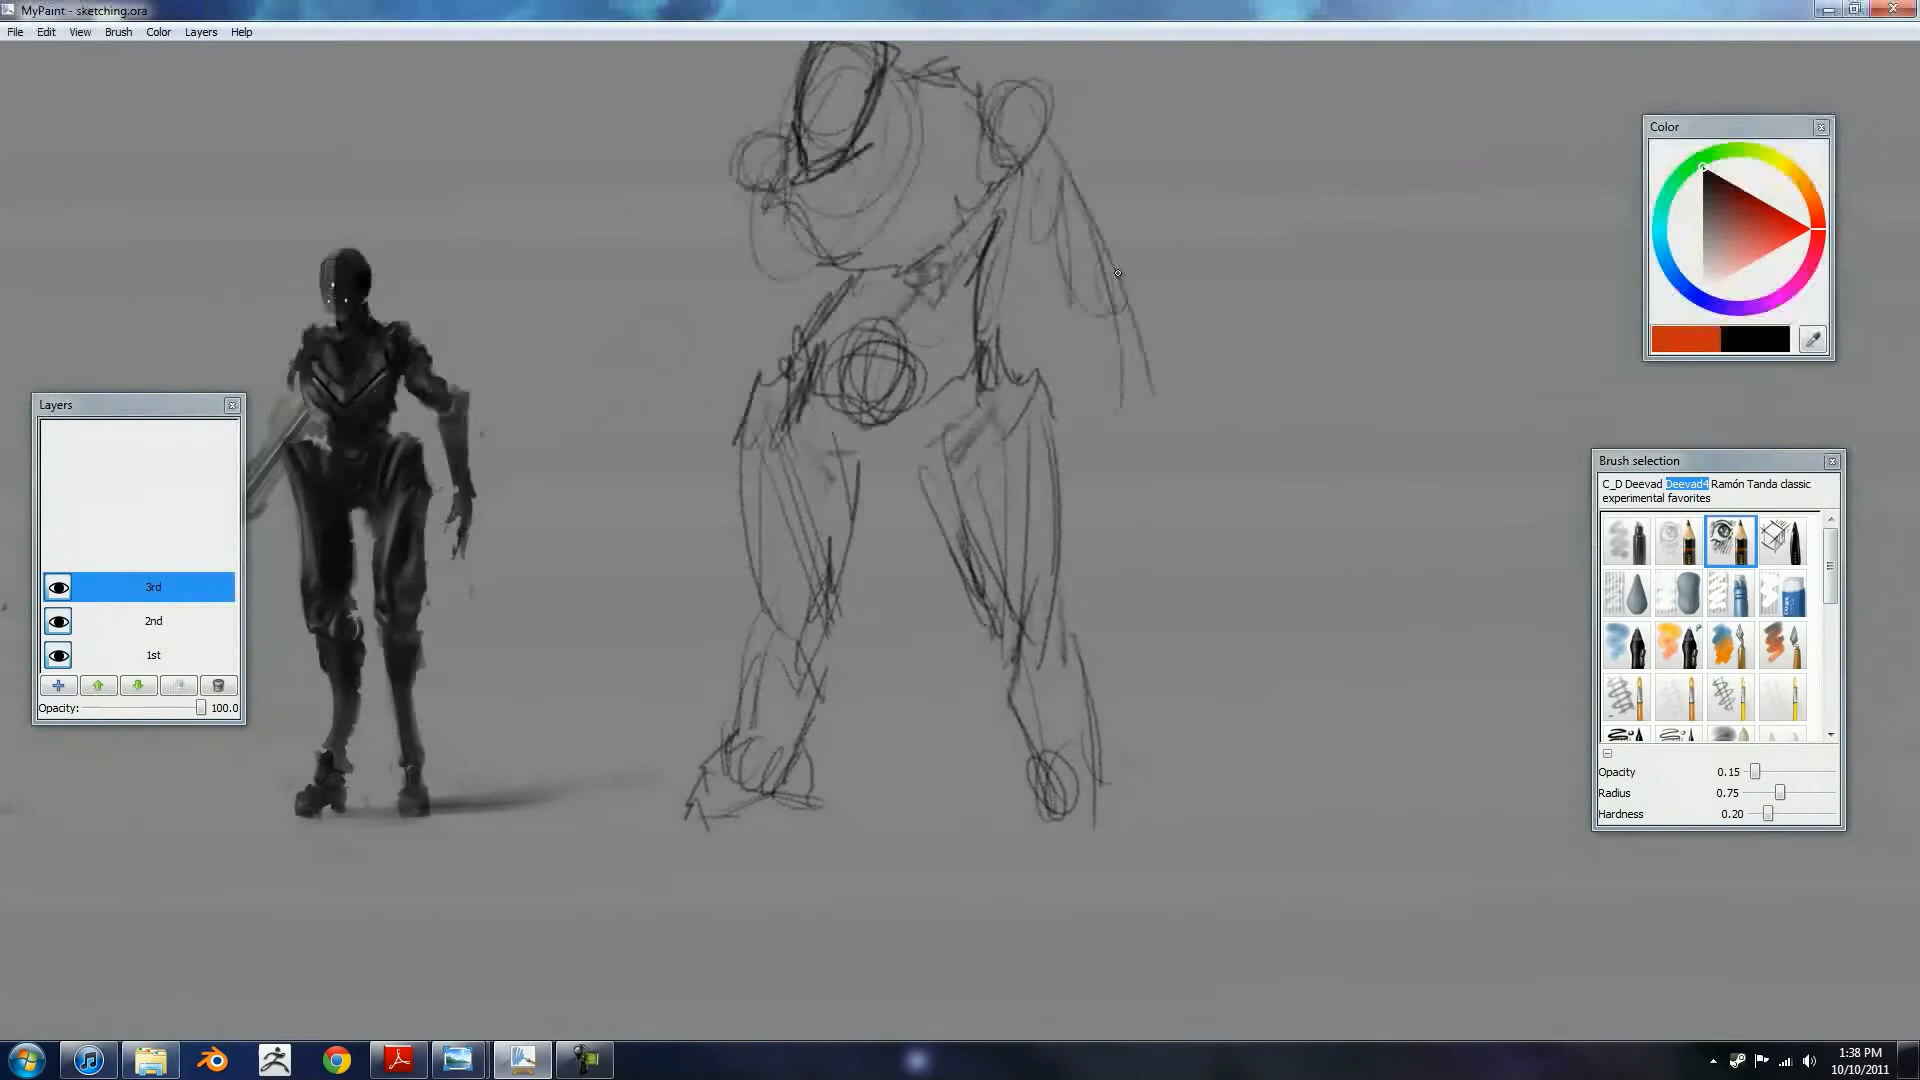 MyPaint - sketching.ora
File Edit View Brush Color Layers Help
Color
Layers
3rd
2nd
1st
Opacity: 100.0
Brush selection
C_D Deevad Deevad4 Ramón Tanda classic
experimental favorites
Opacity 0.15
Radius 0.75
Hardness 0.20
1:38 PM
10/10/2011